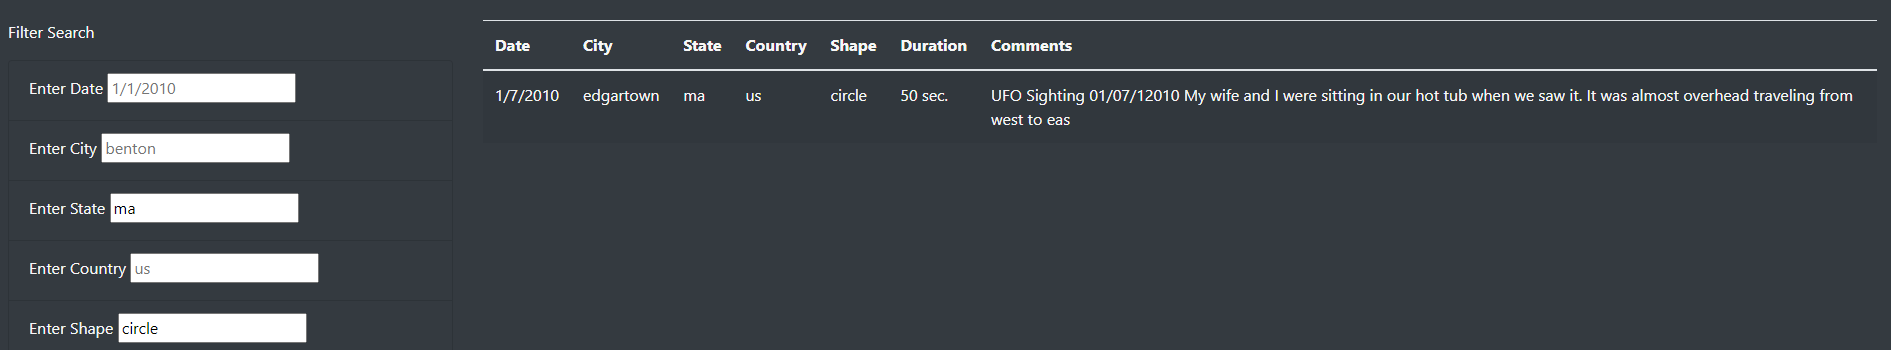 Filter Search
Enter Date 1/1/2010
Enter City benton
Enter State ma
Enter Country us
Enter Shape circle
Date City State Country Shape Duration Comments
1/7/2010 edgartown ma us circle 50 sec. UFO Sighting 01/07/12010 My wife and I were sitting in our hot tub when we saw it. It was almost overhead traveling from
west to eas